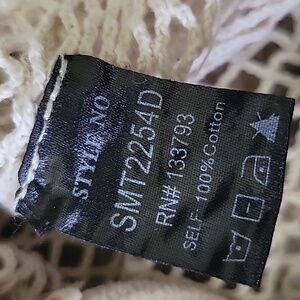 STYLE NO
SMT2254D
RN# 133793
SELF- 100%Cotton